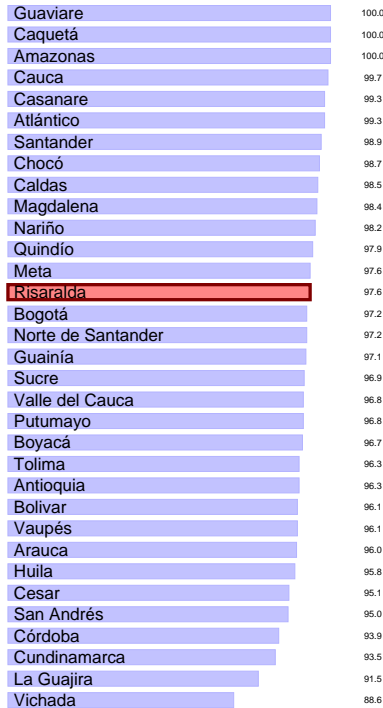 Guaviare 100.0
Caquetá 100.0
Amazonas 100.0
Cauca 99.7
Casanare 99.3
Atlántico 99.3
Santander 98.9
Chocó 98.7
Caldas 98.5
Magdalena 98.4
Nariño 98.2
Quindío 97.9
Meta 97.6
Risaralda 97.6
Bogotá 97.2
Norte de Santander 97.2
Guainía 97.1
Sucre 96.9
Valle del Cauca 96.8
Putumayo 96.8
Boyacá 96.7
Tolima 96.3
Antioquia 96.3
Bolivar 96.1
Vaupés 96.1
Arauca 96.0
Huila 95.8
Cesar 95.1
San Andrés 95.0
Córdoba 93.9
Cundinamarca 93.5
La Guajira 91.5
Vichada 88.6